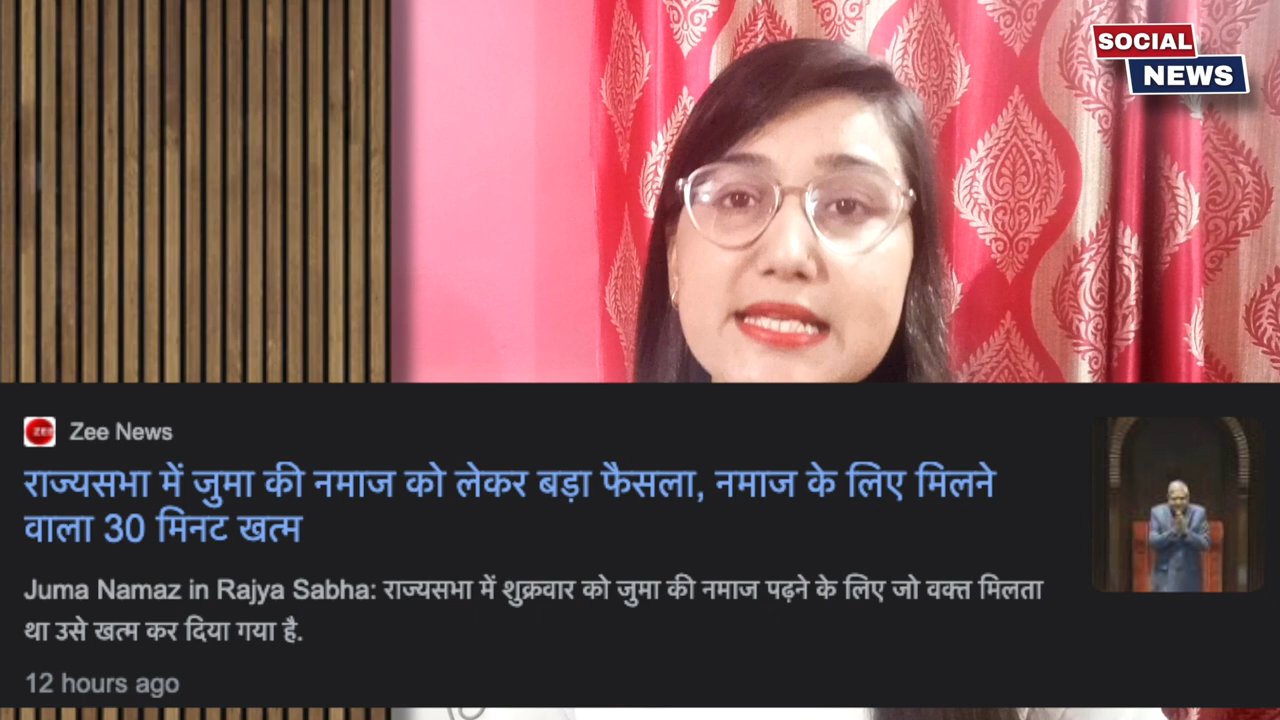 SOCIAL
NEWS
Zee News
राज्यसभा में जुमा की नमाज को लेकर बड़ा फैसला, नमाज के लिए मिलने
वाला 30 मिनट खत्म
Juma Namaz in Rajya Sabha: राज्यसभा में शुक्रवार को जुमा की नमाज पढ़ने के लिए जो वक्त मिलता
था उसे खत्म कर दिया गया है.
12 hours ago